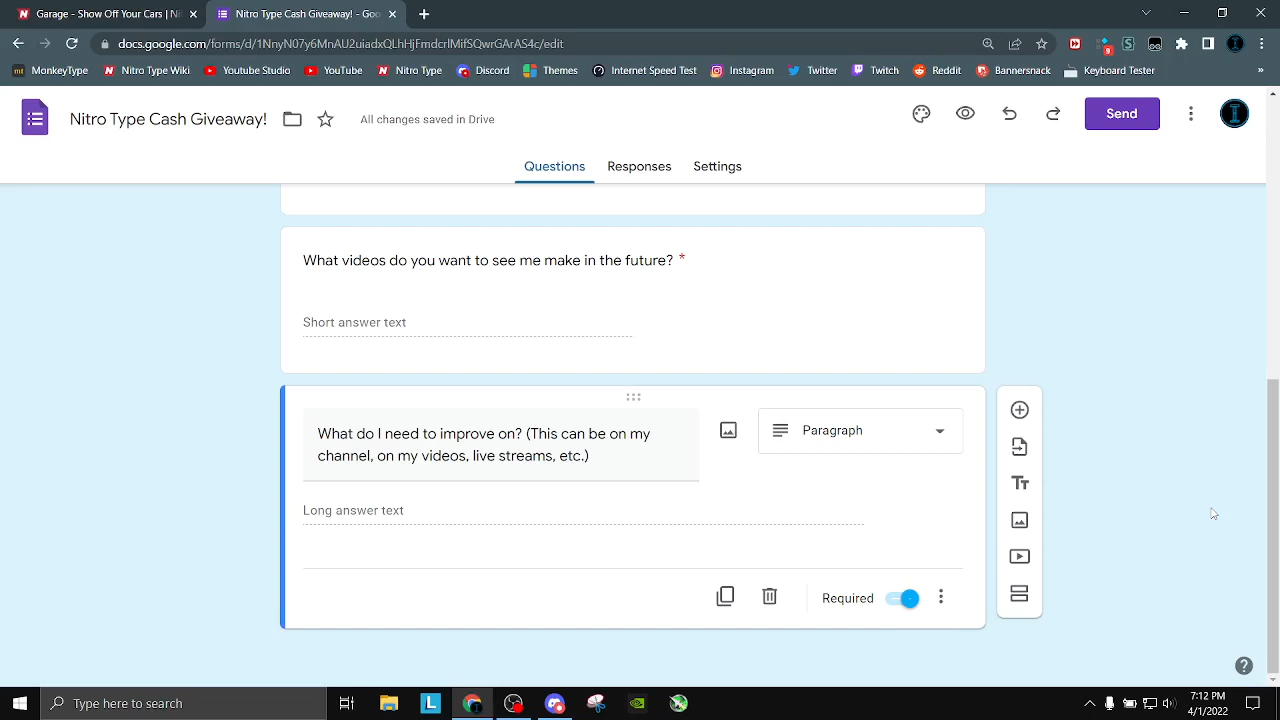 Garage - Show Off Your Cars | Ni
Nitro Type Cash Giveaway! - Goo
docs.google.com/forms/d/1NnyN07y6MnAU2uiadxQLHjFmdcrIMifSQwrGArAS4c/edit
MonkeyType
Nitro Type Wiki
Youtube Studio
YouTube
Nitro Type
Discord
Themes
Internet Speed Test
Instagram
Twitter
Twitch
Reddit
Bannersnack
Keyboard Tester
»
9
Nitro Type Cash Giveaway!
All changes saved in Drive
Send
Questions
Responses
Settings
What videos do you want to see me make in the future? *
Short answer text
What do I need to improve on? (This can be on my
channel, on my videos, live streams, etc.)
Paragraph
Long answer text
Required
Tт
Type here to search
7:12 PM
4/1/2022